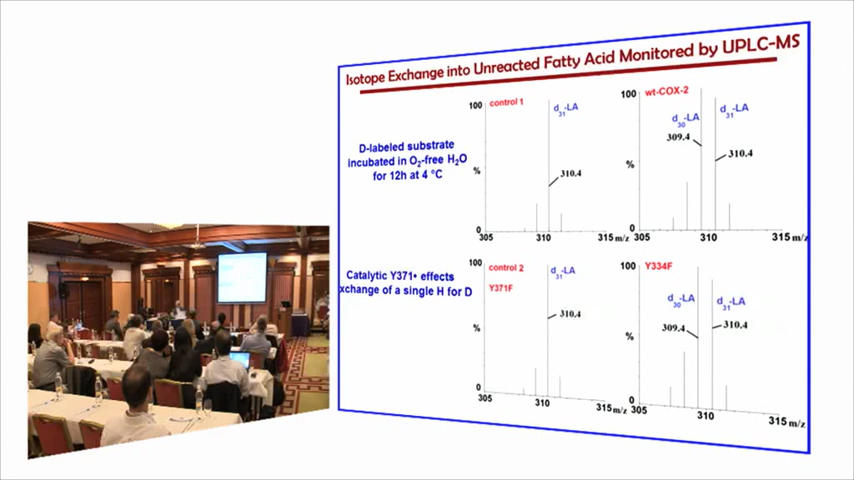 Isotope Exchange into Unreacted Fatty Acid Monitored by UPLC-MS
D-labeled substrate
incubated in O2-free H2O
for 12h at 4 °C
100
control 1
d31-LA
%
310.4
0
305
310
315 m/z
100
wt-COX-2
d30-LA
d31-LA
309.4
310.4
%
0
305
310
315 m/z
Catalytic Y371• effects
xchange of a single H for D
100
control 2
d31-LA
Y371F
310.4
%
0
305
310
315 m/z
100
Y334F
d30-LA
d31-LA
309.4
310.4
%
0
305
310
315 m/z